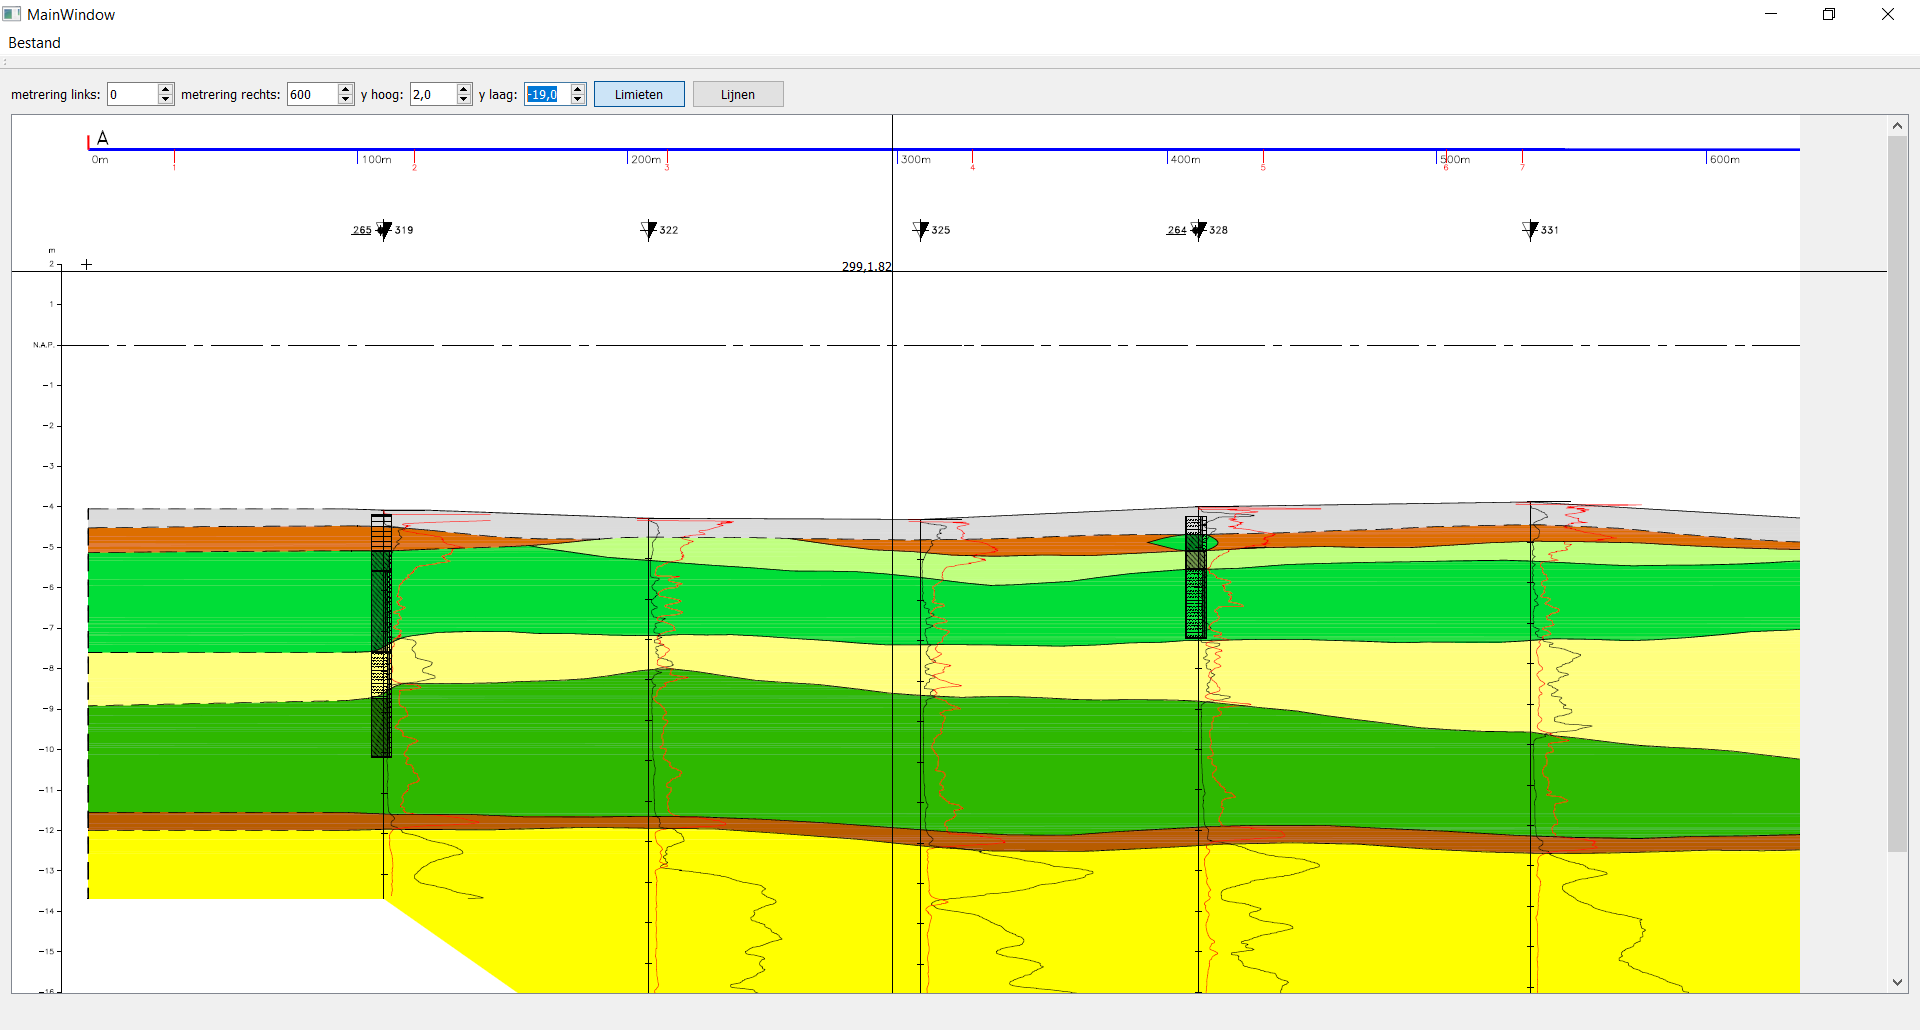 MainWindow
Bestand
metrering links: 0 metrering rechts: 600 y hoog: 2,0 y laag: -19,0 Limieten Lijnen
A
0m 100m 200m 300m 400m 500m 600m
1 2 3 4 5 6 7
265 319 322 325 264 328 331
m
2
299,1.82
1
N.A.P.
-1
-2
-3
-4
-5
-6
-7
-8
-9
-10
-11
-12
-13
-14
-15
-16